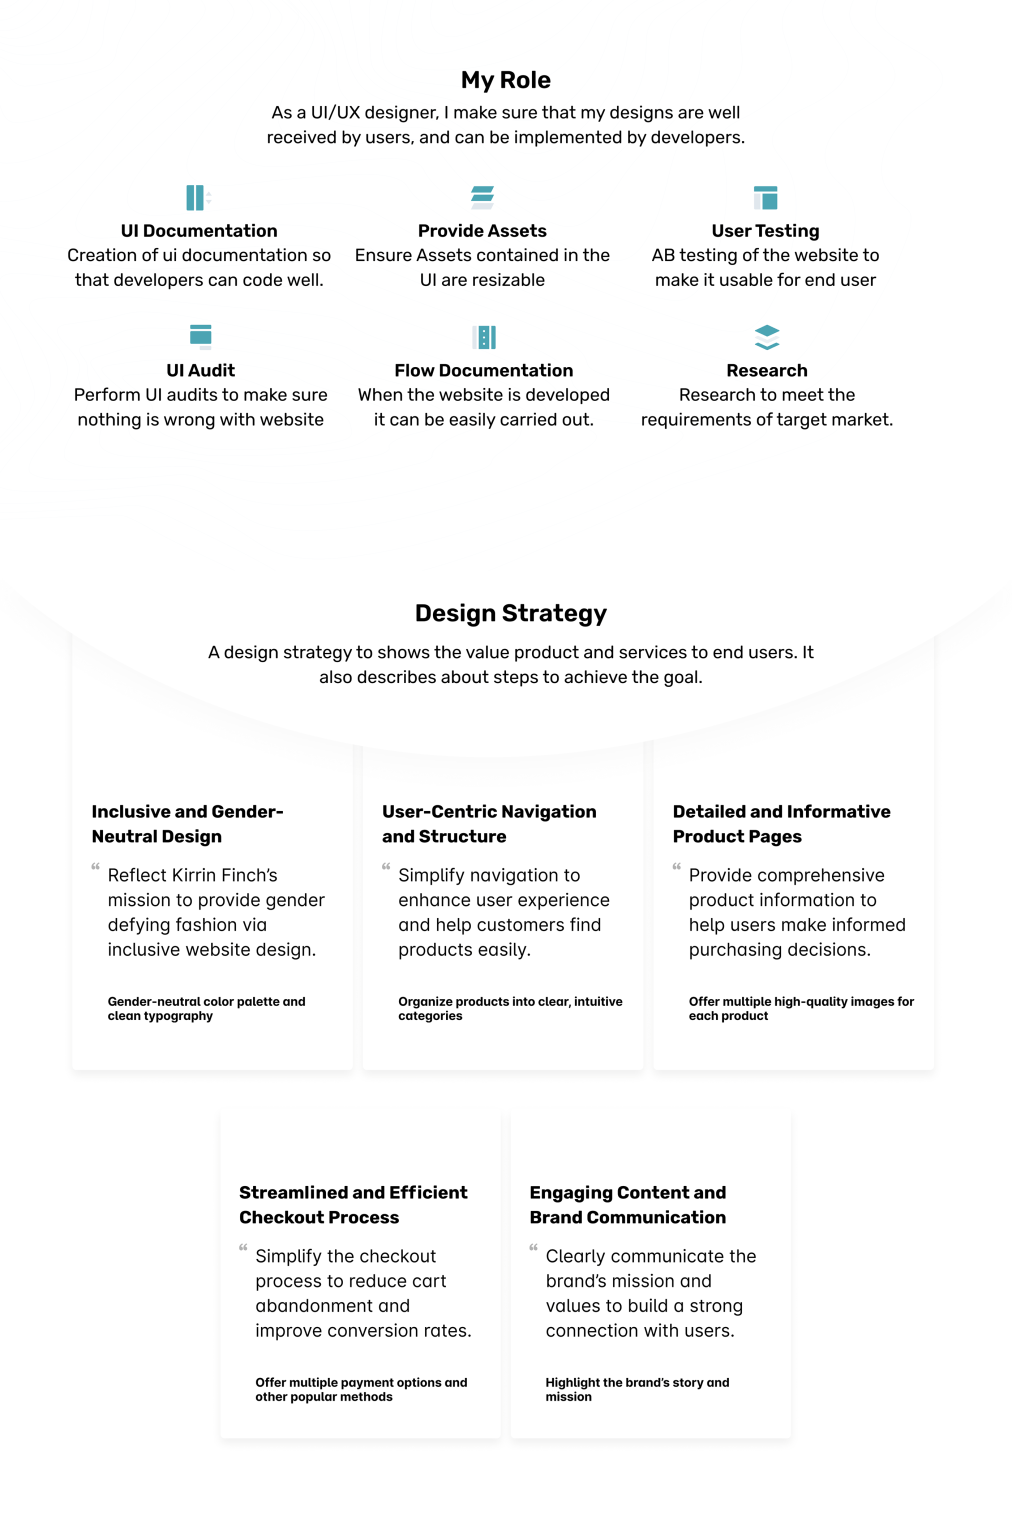 My Role
As a UI/UX designer, I make sure that my designs are well
received by users, and can be implemented by developers.
UI Documentation
Creation of ui documentation so
that developers can code well.
Provide Assets
Ensure Assets contained in the
UI are resizable
User Testing
AB testing of the website to
make it usable for end user
UI Audit
Perform UI audits to make sure
nothing is wrong with website
Flow Documentation
When the website is developed
it can be easily carried out.
Research
Research to meet the
requirements of target market.
Design Strategy
A design strategy to shows the value product and services to end users. It
also describes about steps to achieve the goal.
Inclusive and Gender-
Neutral Design
“ Reflect Kirrin Finch’s
mission to provide gender
defying fashion via
inclusive website design.
Gender-neutral color palette and
clean typography
User-Centric Navigation
and Structure
“ Simplify navigation to
enhance user experience
and help customers find
products easily.
Organize products into clear, intuitive
categories
Detailed and Informative
Product Pages
“ Provide comprehensive
product information to
help users make informed
purchasing decisions.
Offer multiple high-quality images for
each product
Streamlined and Efficient
Checkout Process
“ Simplify the checkout
process to reduce cart
abandonment and
improve conversion rates.
Offer multiple payment options and
other popular methods
Engaging Content and
Brand Communication
“ Clearly communicate the
brand’s mission and
values to build a strong
connection with users.
Highlight the brand’s story and
mission